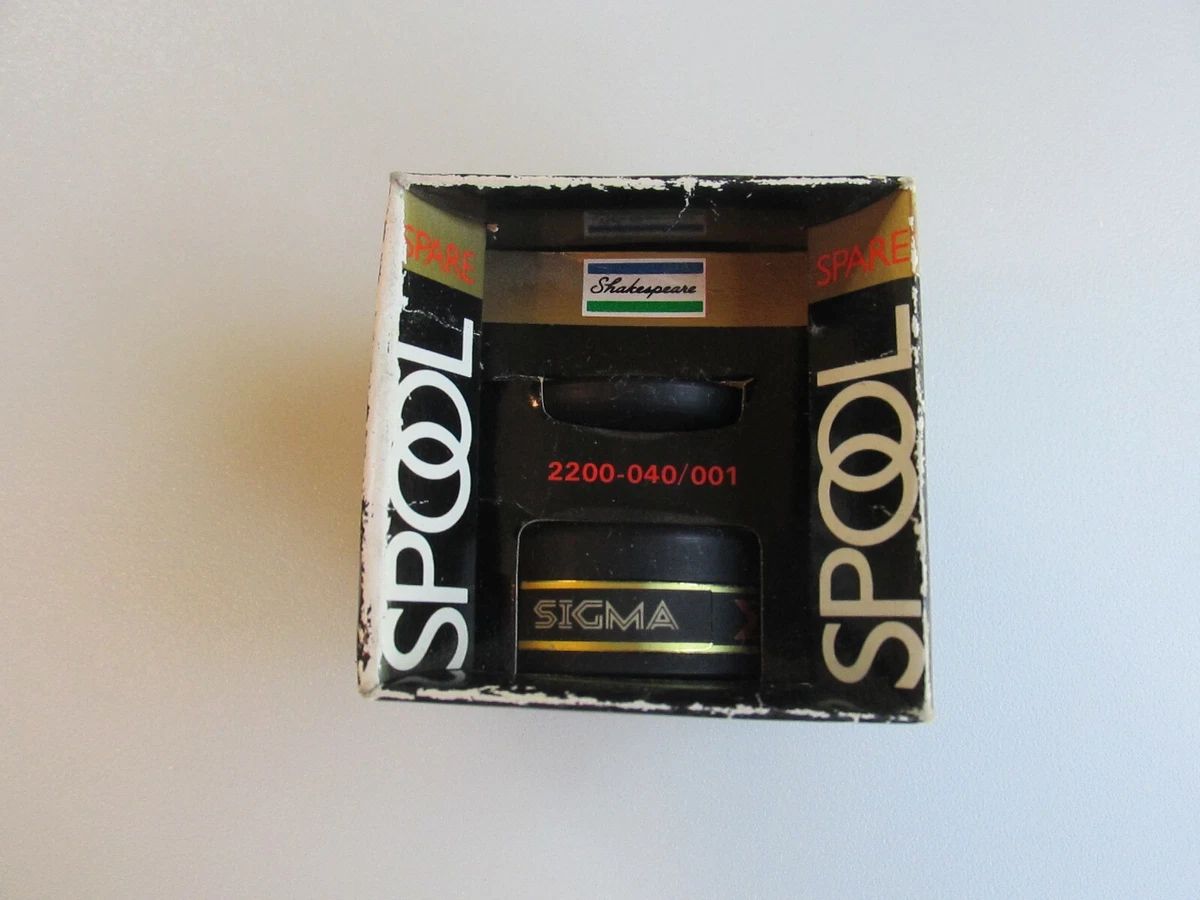 SPARE
SPOOL
Shakespeare
2200-040/001
SIGMA
SPARE
SPOOL